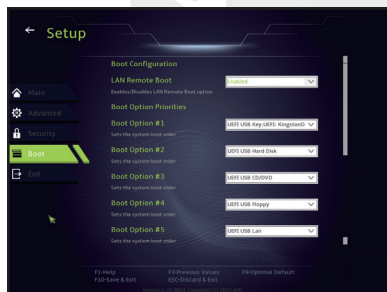 Setup
Boot Configuration
LAN Remote Boot
Enabled
Enables/Disables LAN Remote Boot option
Boot Option Priorities
Boot Option #1
UEFI USB Key:UEFI: KingstonD
Sets the system boot order
Boot Option #2
UEFI USB Hard Disk
Sets the system boot order
Boot Option #3
UEFI USB CD/DVD
Sets the system boot order
Boot Option #4
UEFI USB Floppy
Sets the system boot order
Boot Option #5
UEFI USB Lan
Sets the system boot order
Main
Advanced
Security
Boot
Exit
F1-Help
F3-Previous Values
F9-Optimal Default
F10-Save & Exit
ESC-Discard & Exit